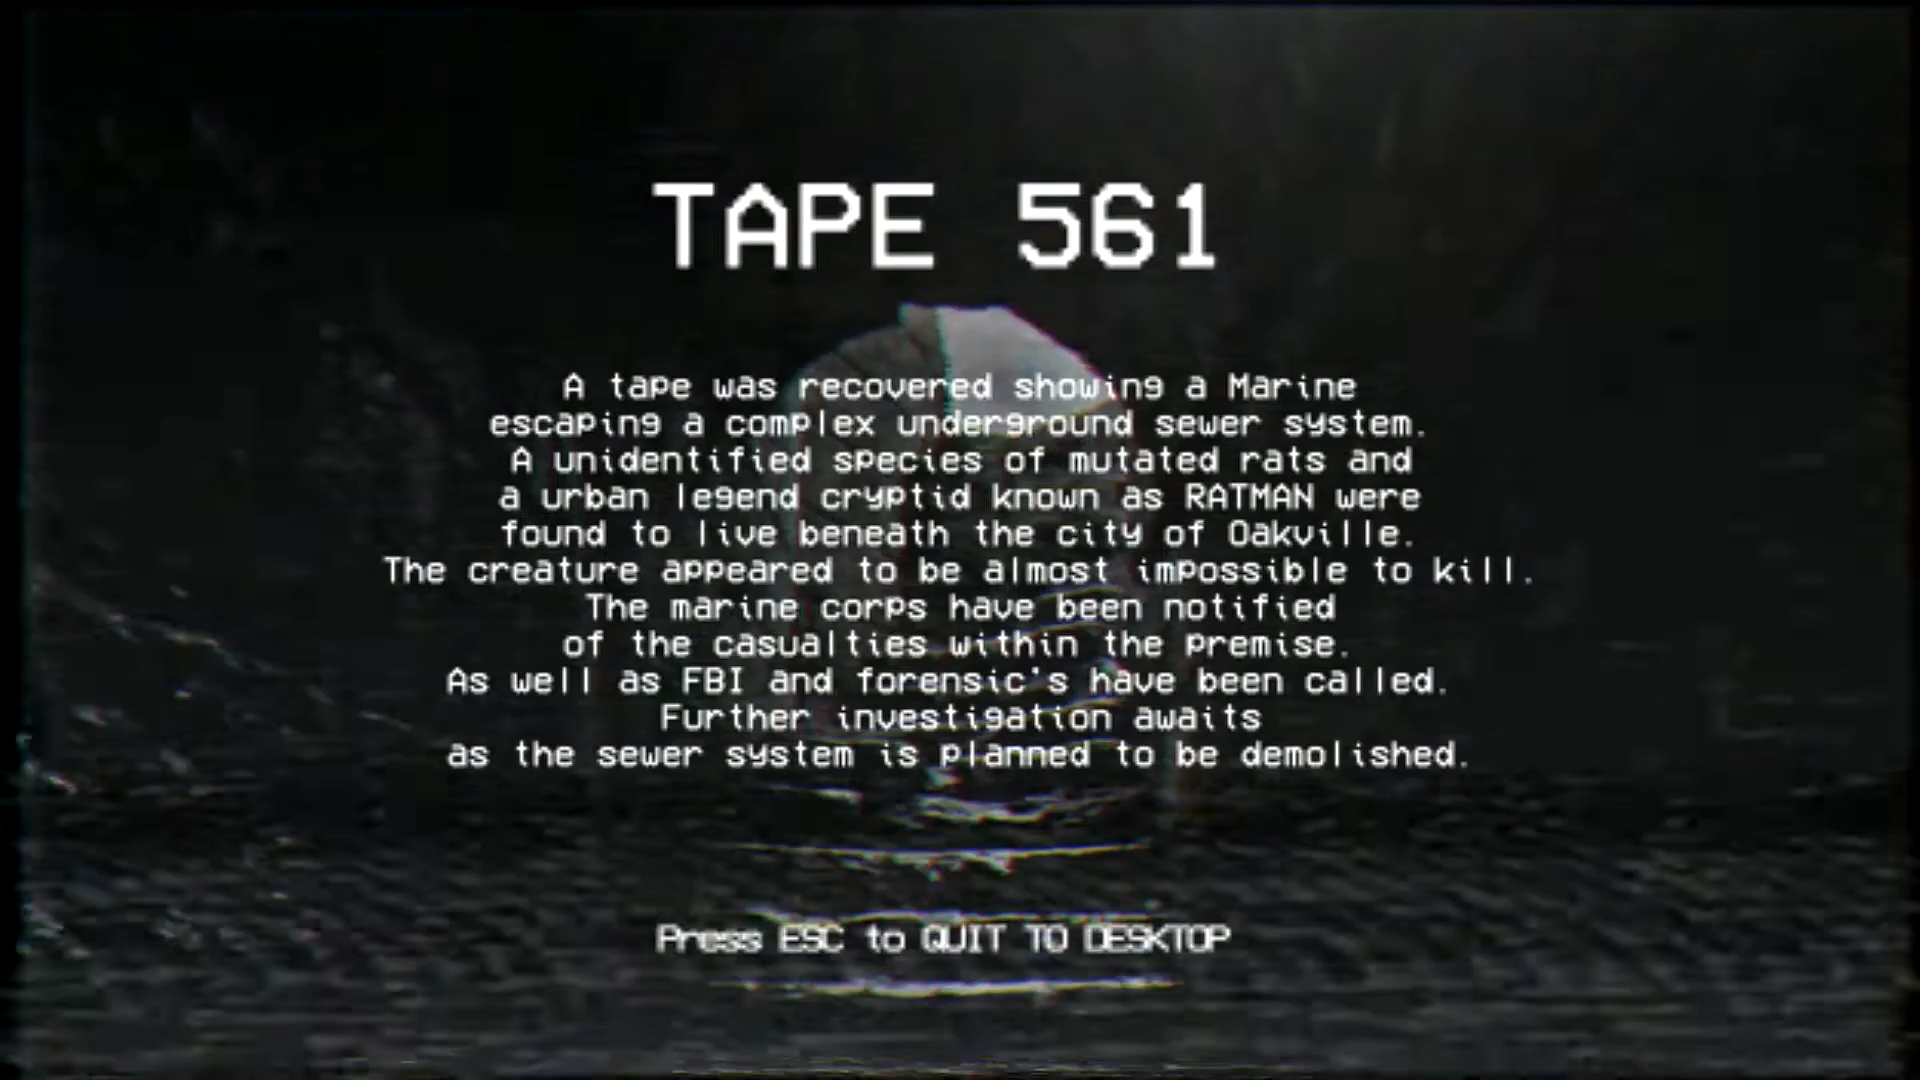 TAPE 561
A tape was recovered showing a Marine
escaping a complex underground sewer system.
A unidentified species of mutated rats and
a urban legend cryptid known as RATMAN were
found to live beneath the city of Oakville.
The creature appeared to be almost impossible to kill.
The marine corps have been notified
of the casualties within the premise.
As well as FBI and forensic's have been called.
Further investigation awaits
as the sewer system is planned to be demolished.
Press ESC to QUIT TO DESKTOP